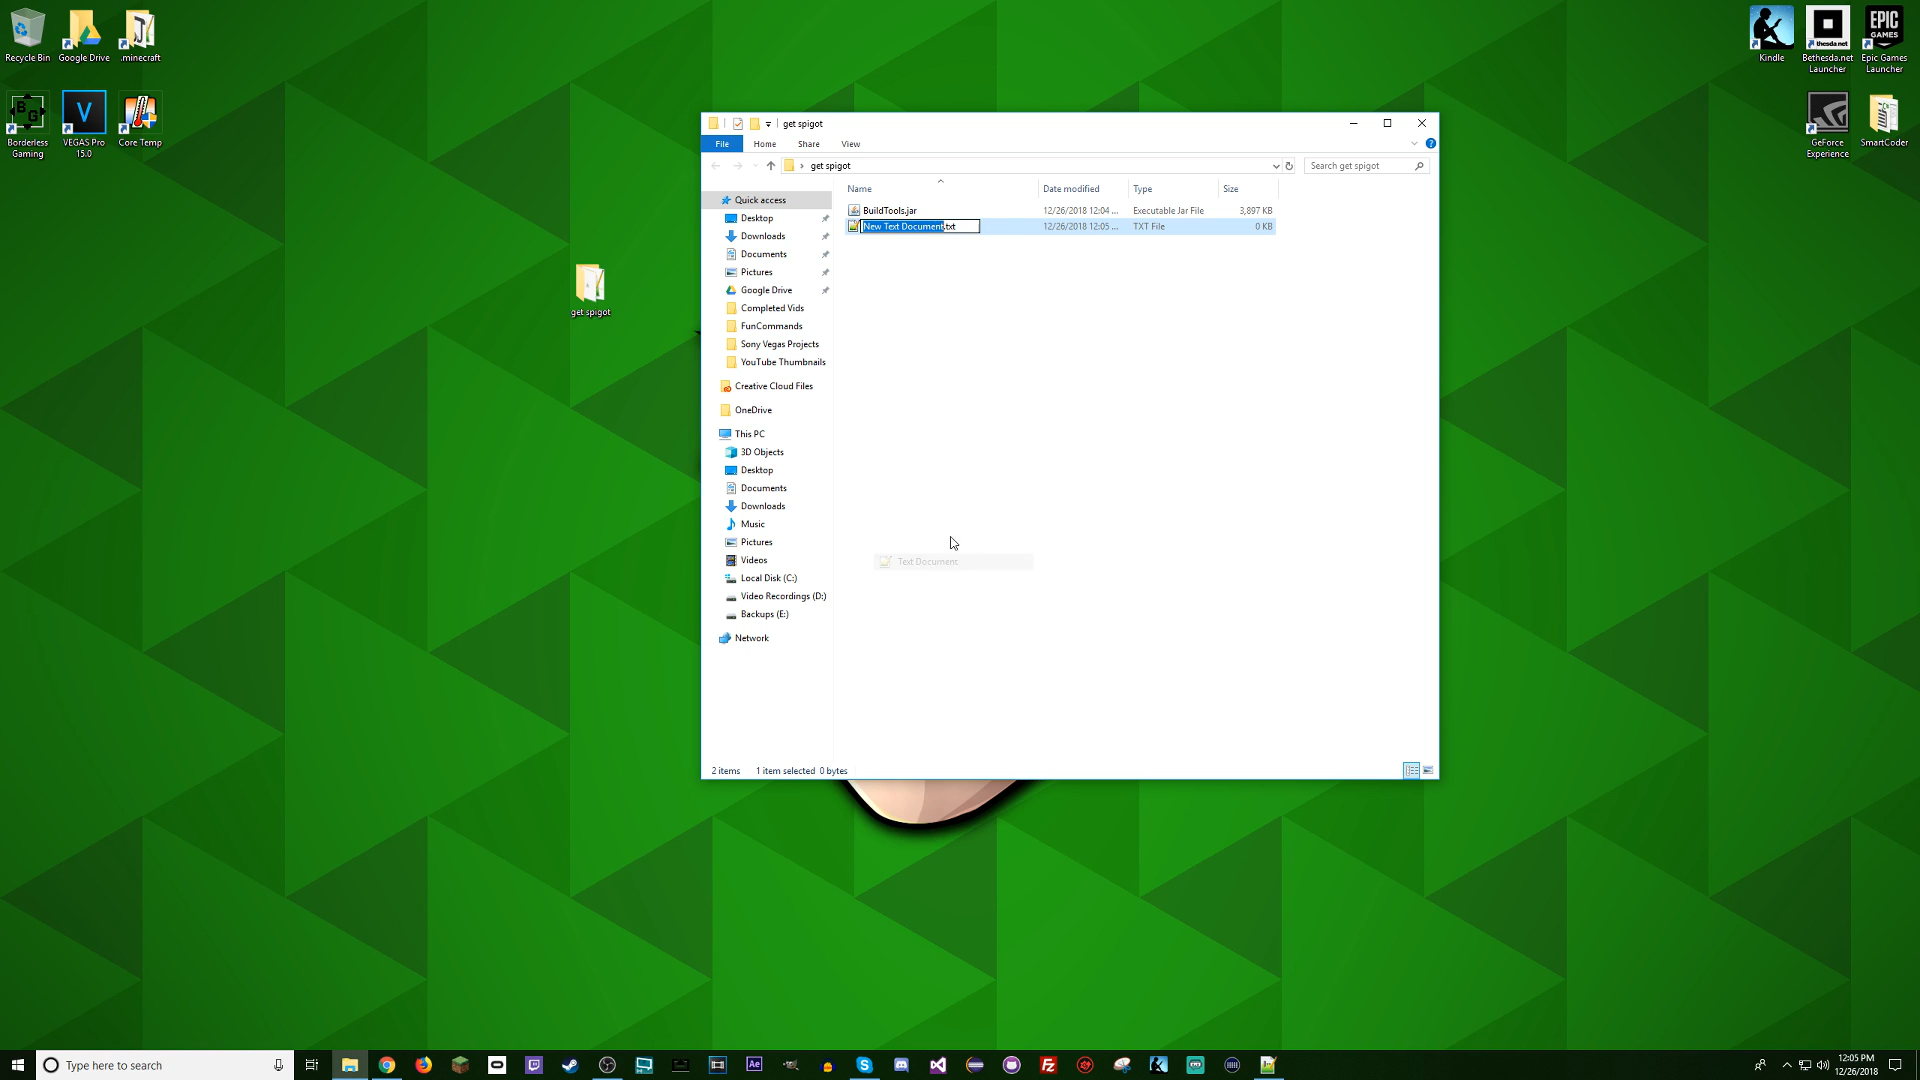 Recycle Bin
Google Drive
.minecraft
Borderless Gaming
VEGAS Pro 15.0
Core Temp
get spigot
Kindle
thesda.net
Bethesda.net Launcher
EPIC GAMES
Epic Games Launcher
GeForce Experience
SmartCoder
get spigot
File
Home
Share
View
get spigot
Search get spigot
Name
Date modified
Type
Size
BuildTools.jar
12/26/2018 12:04 ...
Executable Jar File
3,897 KB
New Text Document.txt
12/26/2018 12:05 ...
TXT File
0 KB
Quick access
Desktop
Downloads
Documents
Pictures
Google Drive
Completed Vids
FunCommands
Sony Vegas Projects
YouTube Thumbnails
Creative Cloud Files
OneDrive
This PC
3D Objects
Desktop
Documents
Downloads
Music
Pictures
Videos
Local Disk (C:)
Video Recordings (D:)
Backups (E:)
Network
Text Document
2 items
1 item selected 0 bytes
Type here to search
Ae
12:05 PM
12/26/2018